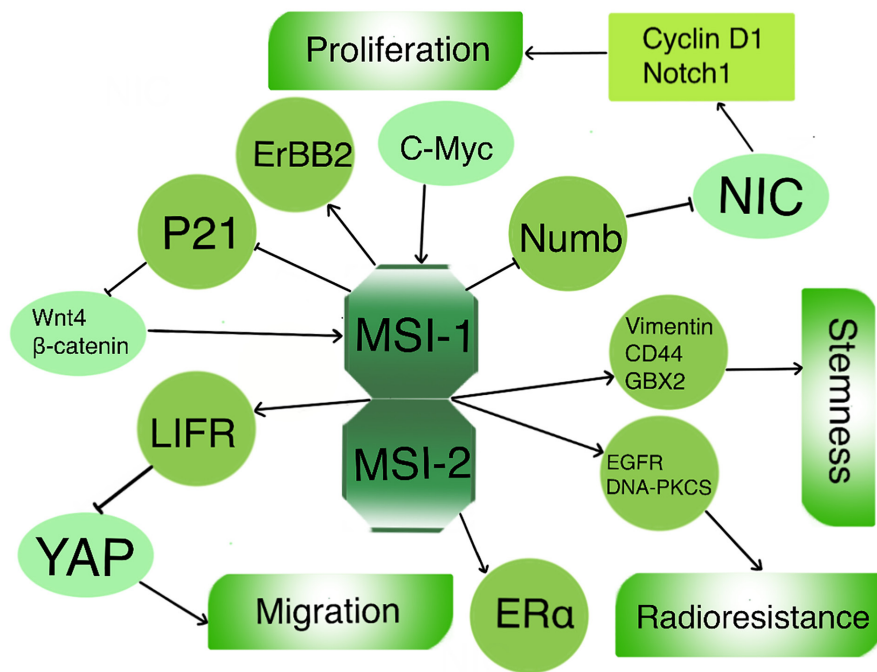 Proliferation
Cyclin D1
Notch1
ErBB2
C-Myc
NIC
P21
Numb
Wnt4
β-catenin
MSI-1
Vimentin
CD44
GBX2
Stemness
LIFR
MSI-2
EGFR
DNA-PKCS
YAP
Migration
ERα
Radioresistance